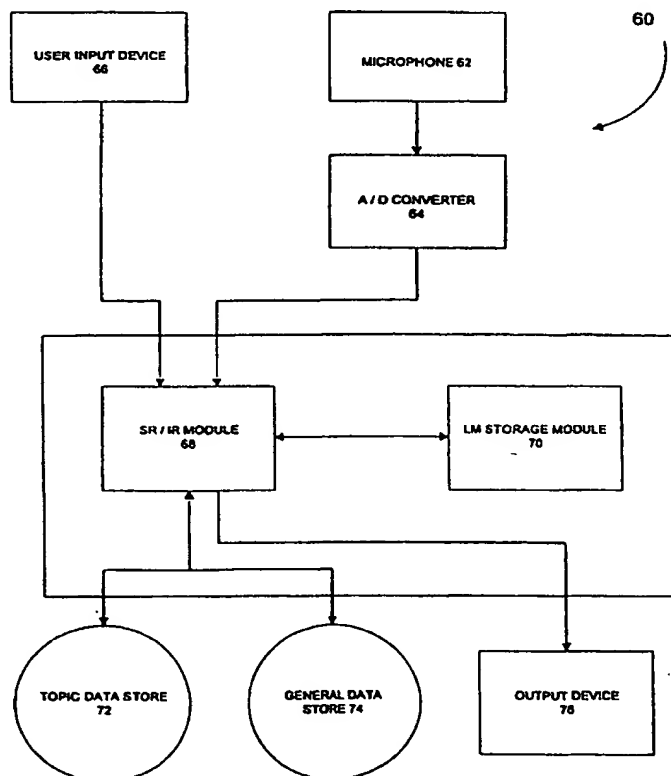 60
USER INPUT DEVICE
66
MICROPHONE 62
A / D CONVERTER
64
SR / IR MODULE
68
LM STORAGE MODULE
70
TOPIC DATA STORE
72
GENERAL DATA
STORE 74
OUTPUT DEVICE
76